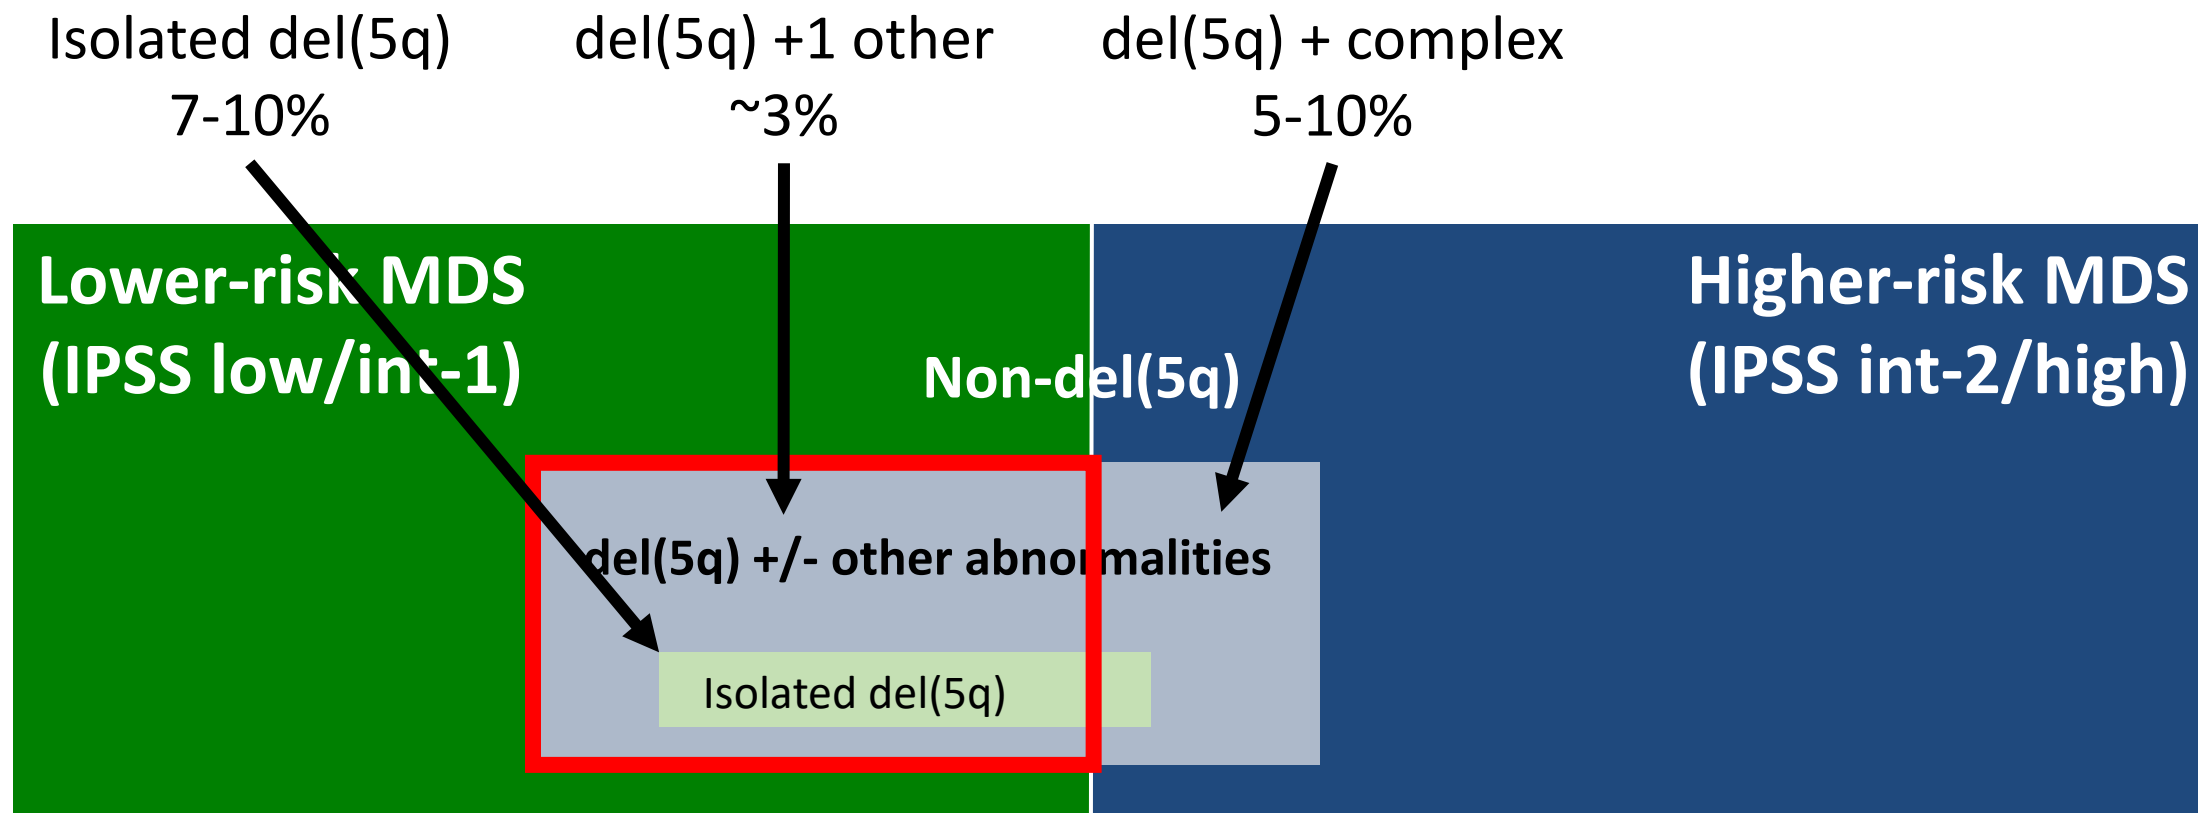 Isolated del(5q)
7-10%
del(5q) +1 other
~3%
del(5q) + complex
5-10%
Lower-risk MDS
(IPSS low/int-1)
Non-del(5q)
Higher-risk MDS
(IPSS int-2/high)
del(5q) +/- other abnormalities
Isolated del(5q)